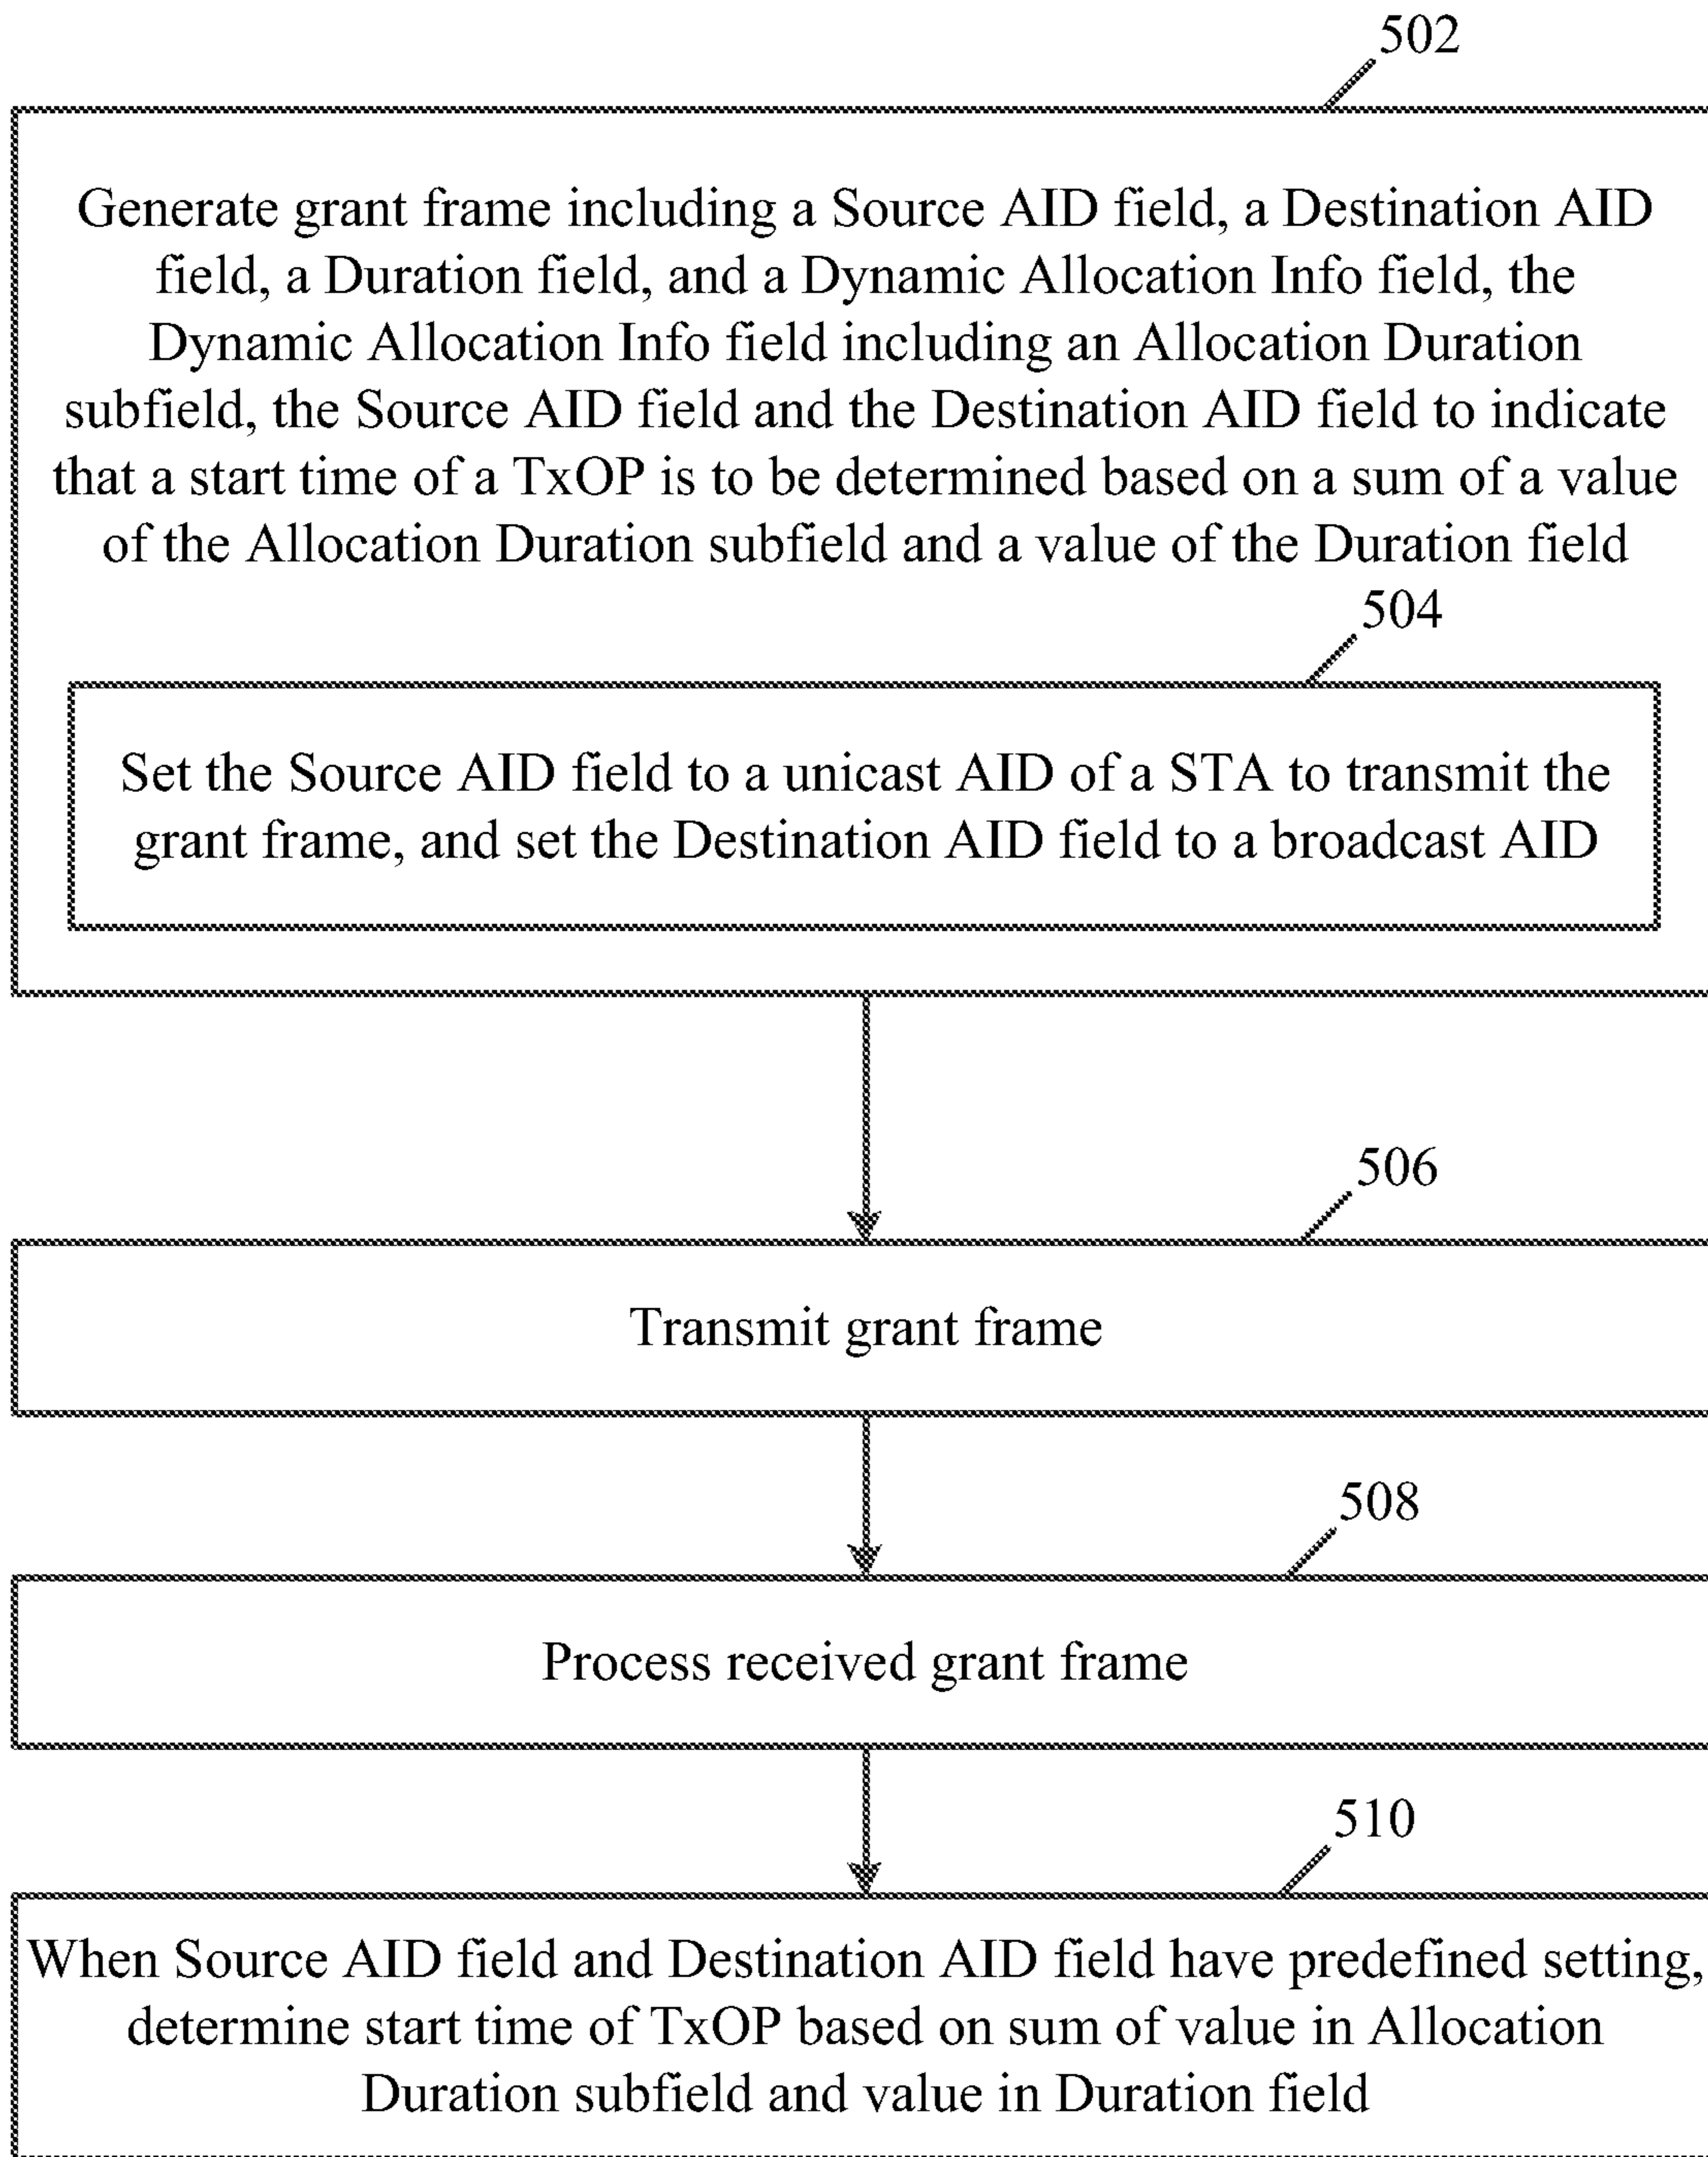 502
Generate grant frame including a Source AID field, a Destination AID
field, a Duration field, and a Dynamic Allocation Info field, the
Dynamic Allocation Info field including an Allocation Duration
subfield, the Source AID field and the Destination AID field to indicate
that a start time of a TxOP is to be determined based on a sum of a value
of the Allocation Duration subfield and a value of the Duration field
504
Set the Source AID field to a unicast AID of a STA to transmit the
grant frame, and set the Destination AID field to a broadcast AID
506
Transmit grant frame
508
Process received grant frame
510
When Source AID field and Destination AID field have predefined setting,
determine start time of TxOP based on sum of value in Allocation
Duration subfield and value in Duration field